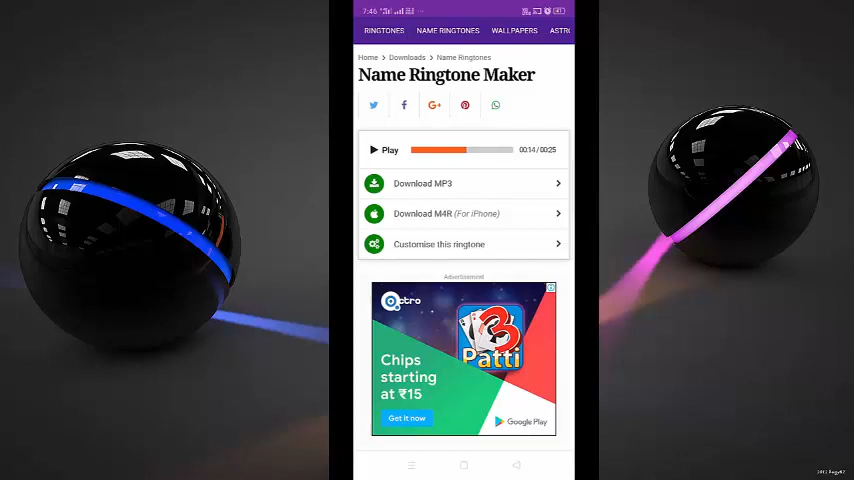 7:46
RINGTONES NAME RINGTONES WALLPAPERS ASTRO
Home > Downloads > Name Ringtones
Name Ringtone Maker
f G+
Play 00:14/00:25
Download MP3
Download M4R (For iPhone)
Customise this ringtone
Advertisement
Octro
3
Patti
Chips
starting
at ₹15
Get it now
Google Play